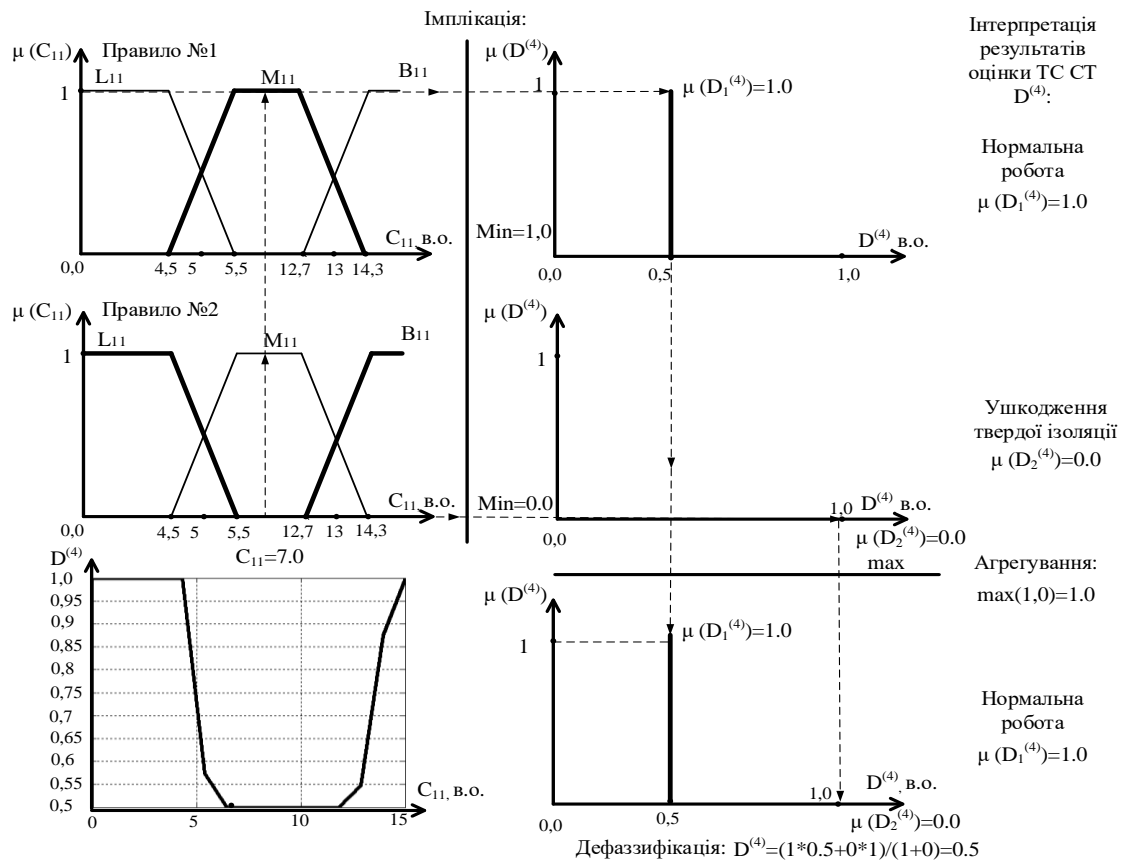 Імплікація:
μ (C11)
Правило №1
L11
M11
B11
1
C11, в.о.
0,0
4,5
5
5,5
12,7
13
14,3
μ (D(4))
1
μ (D1(4))=1.0
Min=1,0
D(4), в.о.
0,0
0,5
1,0
Інтерпретація
результатів
оцінки ТС СТ
D(4):
Нормальна
робота
μ (D1(4))=1.0
μ (C11)
Правило №2
L11
M11
B11
1
C11, в.о.
0,0
4,5
5
5,5
12,7
13
14,3
C11=7.0
μ (D(4))
1
Min=0.0
1,0
D(4), в.о.
0,0
μ (D2(4))=0.0
max
Ушкодження
твердої ізоляції
μ (D2(4))=0.0
Агрегування:
max(1,0)=1.0
D(4)
1,0
0,95
0,9
0,85
0,8
0,75
0,7
0,65
0,6
0,55
0,5
0
5
10
15
C11, в.о.
μ (D(4))
1
μ (D1(4))=1.0
1,0
D(4), в.о.
0,0
0,5
μ (D2(4))=0.0
Нормальна
робота
μ (D1(4))=1.0
Дефаззифікація: D(4)=(1*0.5+0*1)/(1+0)=0.5